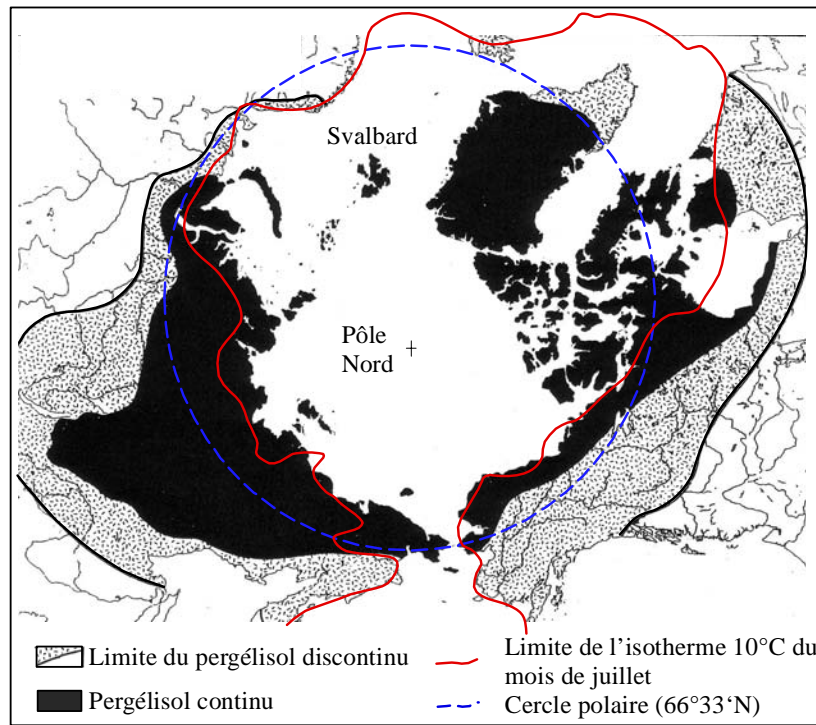 Svalbard
Pôle
Nord
Limite du pergélisol discontinu
Pergélisol continu
Limite de l’isotherme 10°C du
mois de juillet
Cercle polaire (66°33‘N)